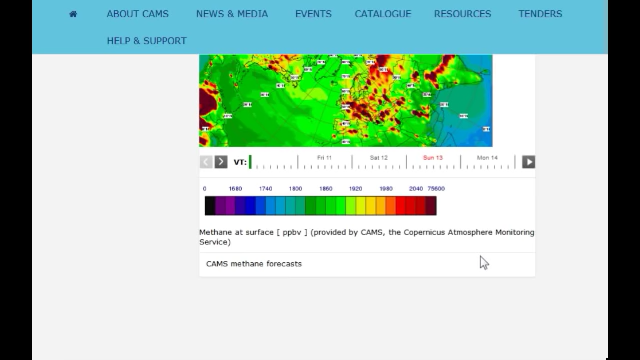 ABOUT CAMS NEWS & MEDIA EVENTS CATALOGUE RESOURCES TENDERS
HELP & SUPPORT
VT: Fri 11 Sat 12 Sun 13 Mon 14
0 1680 1740 1800 1860 1920 1980 2040 75600
Methane at surface [ ppbv ] (provided by CAMS, the Copernicus Atmosphere Monitoring
Service)
CAMS methane forecasts